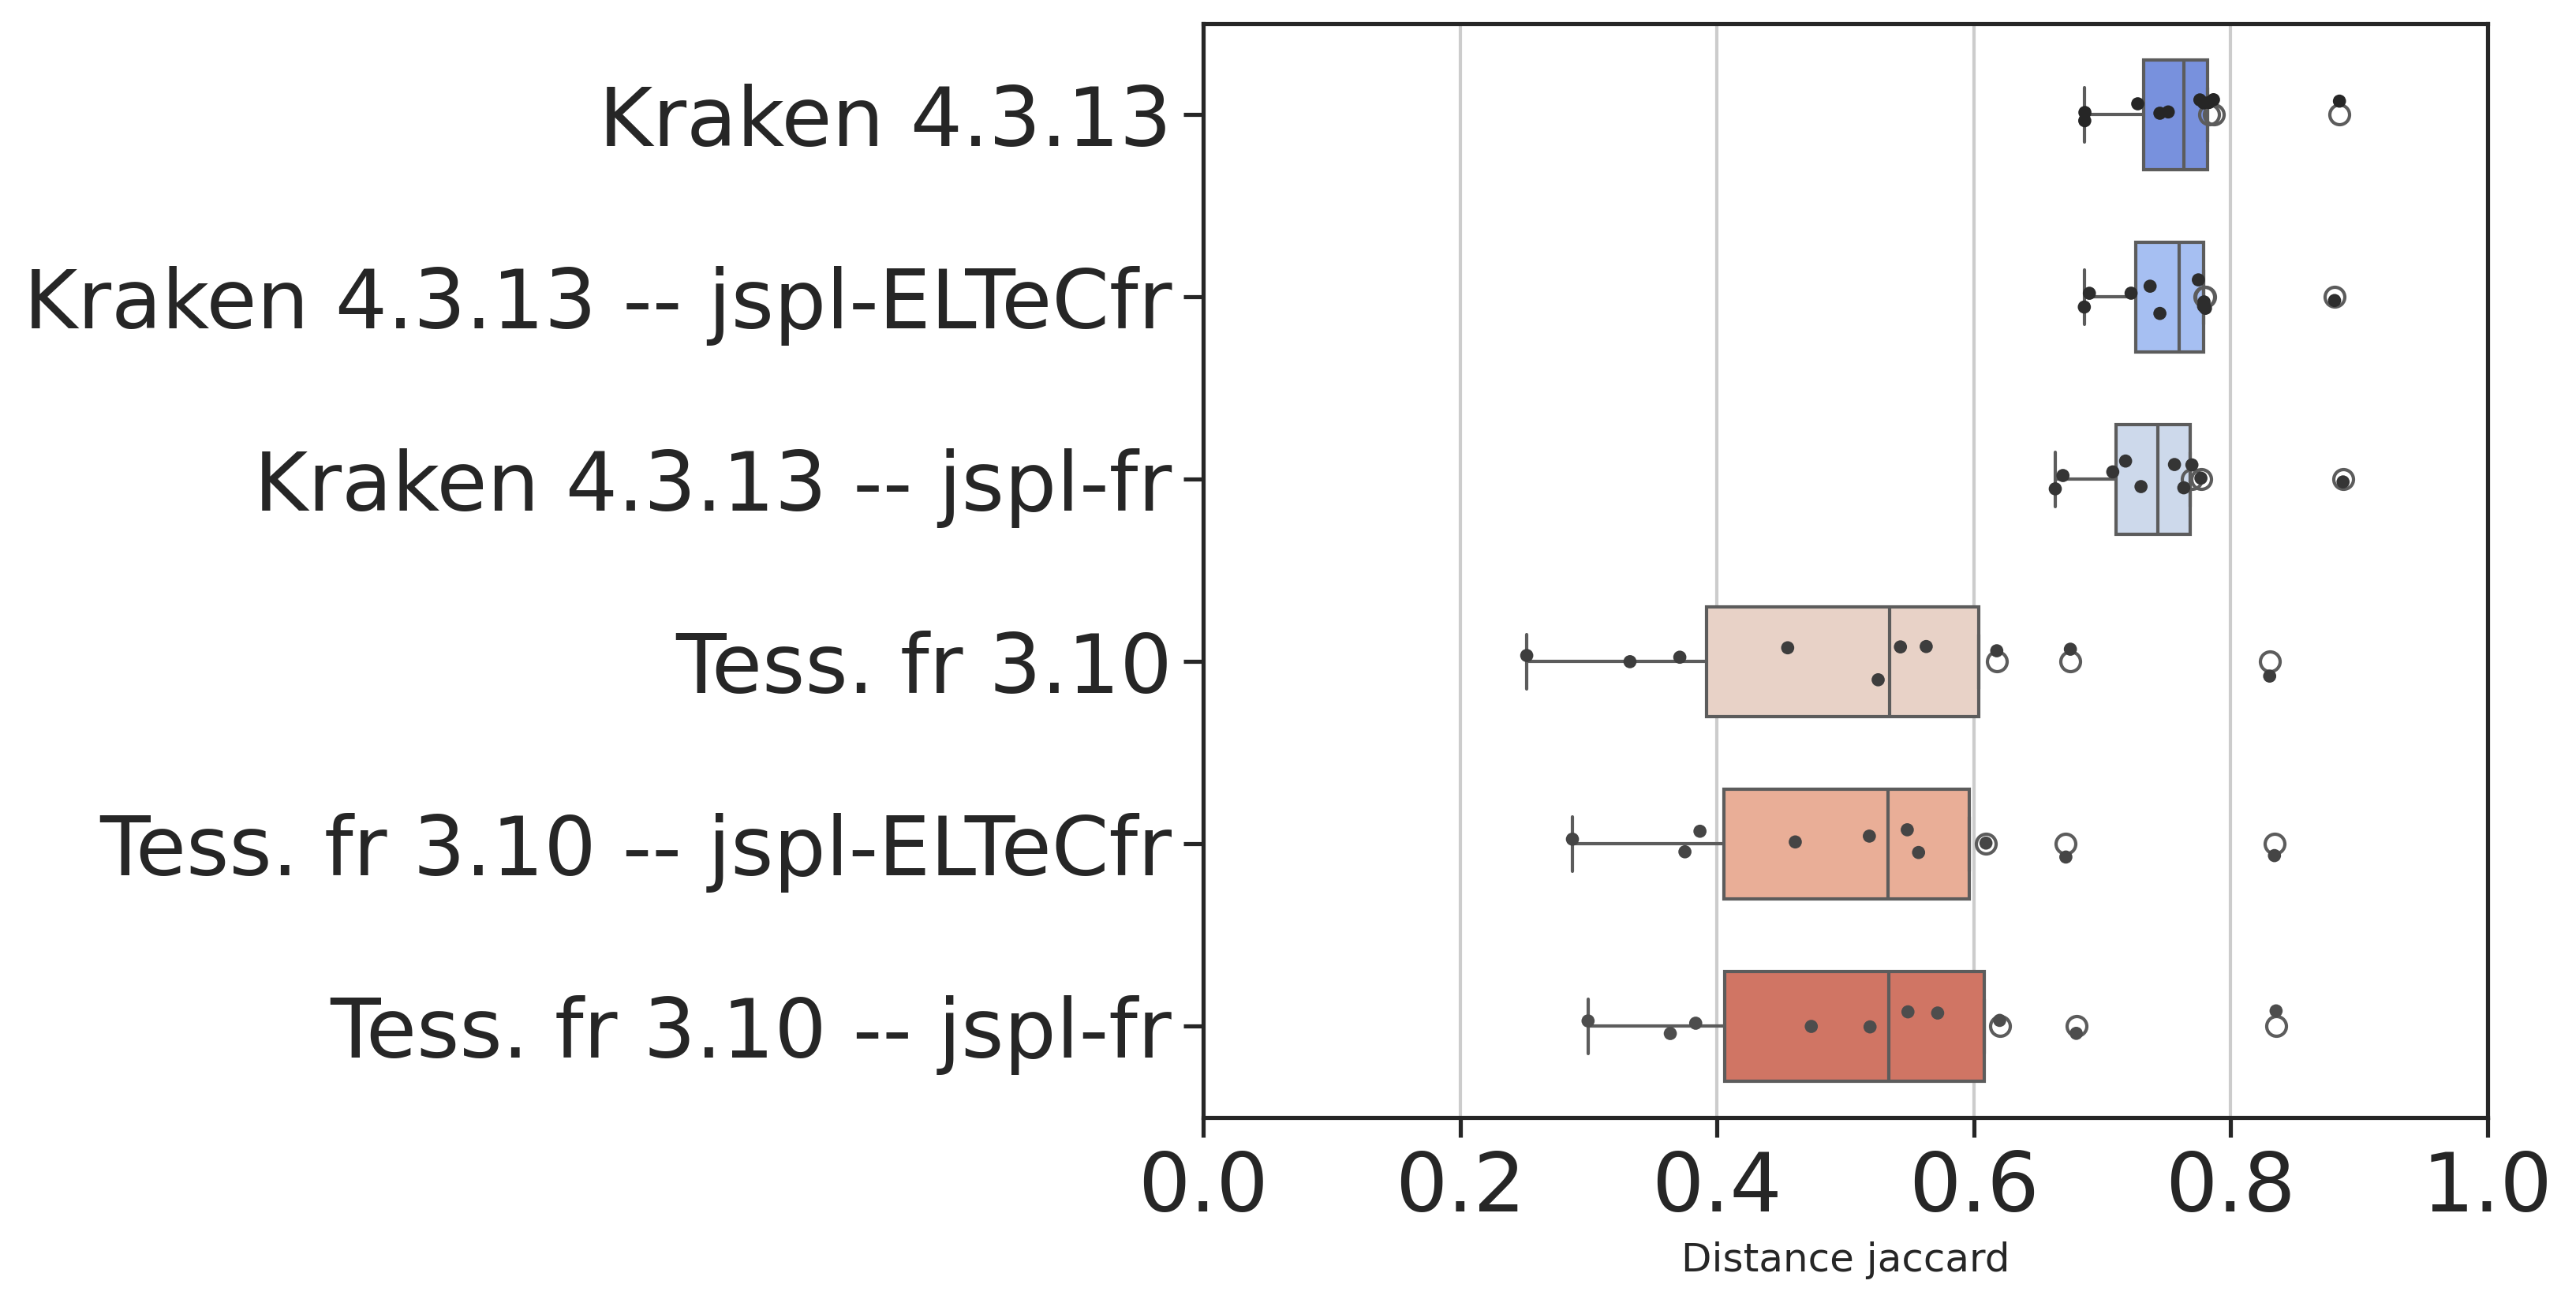 Kraken 4.3.13
Kraken 4.3.13 -- jspl-ELTeCfr
Kraken 4.3.13 -- jspl-fr
Tess. fr 3.10
Tess. fr 3.10 -- jspl-ELTeCfr
Tess. fr 3.10 -- jspl-fr
0.0 0.2 0.4 0.6 0.8 1.0
Distance jaccard